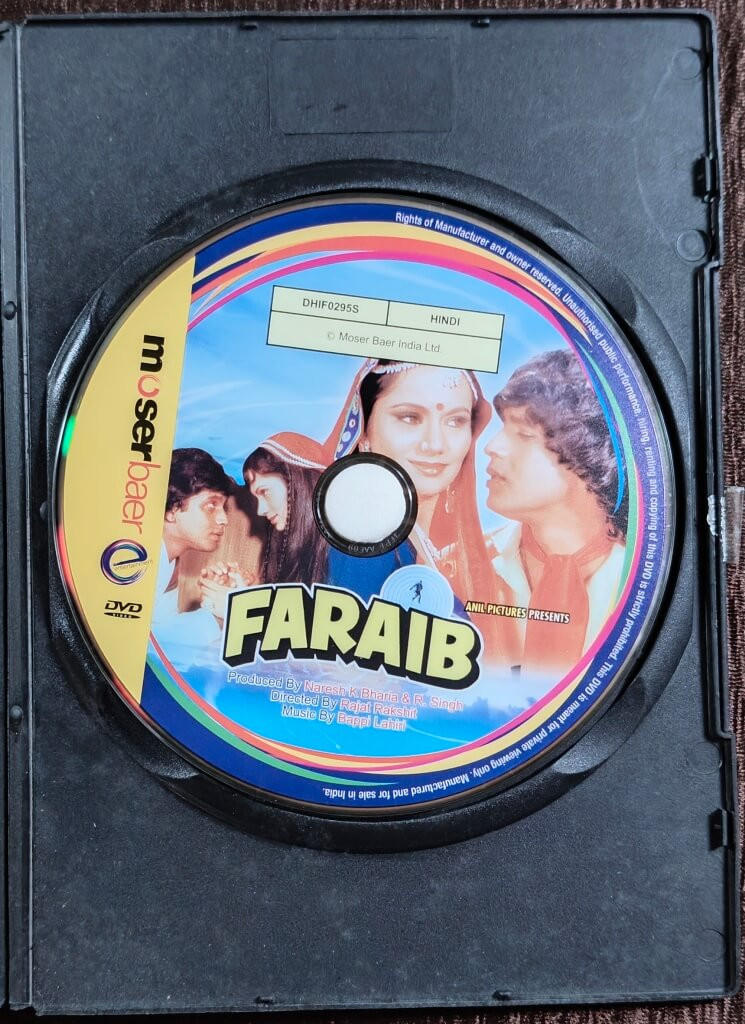 DHIF0295S
HINDI
© Moser Baer India Ltd.
moserbaer
e
entertainment
DVD
VIDEO
FARAIB
ANIL PICTURES PRESENTS
Produced By Naresh K Bharia & R. Singh
Directed By Rajat Rakshit
Music By Bappi Lahiri
Rights of Manufacturer and owner reserved. Unauthorised public performance, hiring, renting and copying of this DVD is strictly prohibited. This DVD is meant for private viewing only. Manufactured and for sale in India.